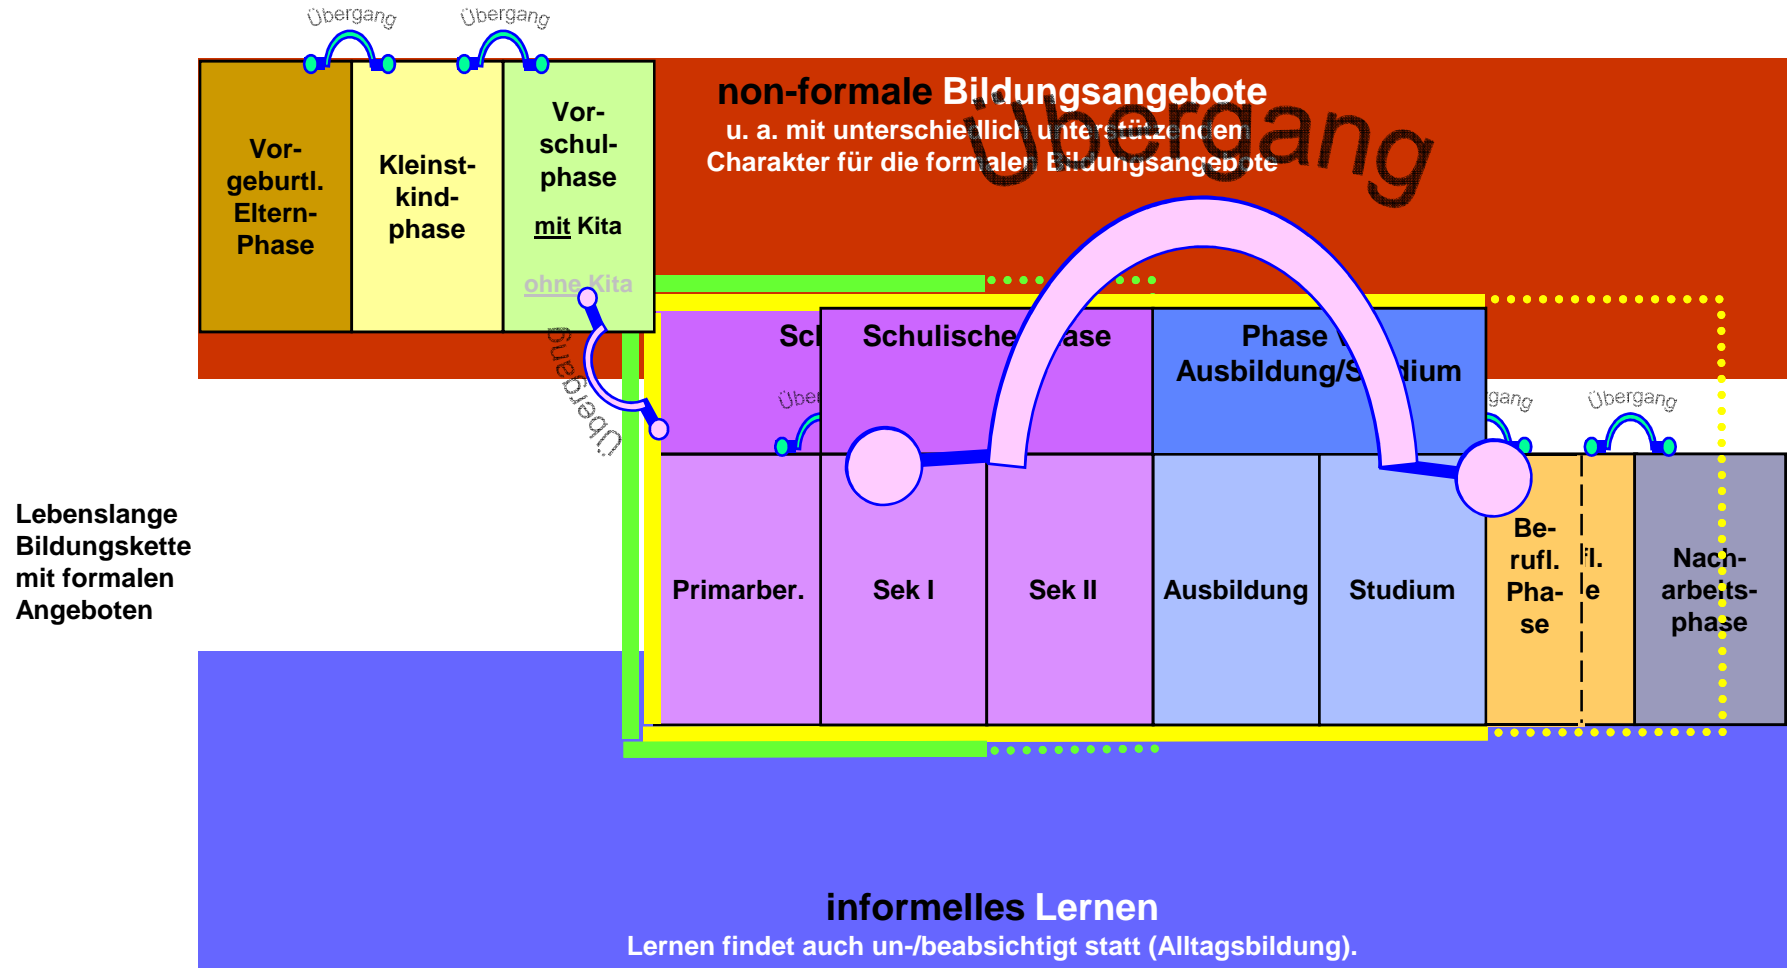 Übergang
Übergang
non-formale Bildungsangebote
u. a. mit unterschiedlich unterstützendem
Charakter für die formalen Bildungsangebote
Übergang
Vor-
geburtl.
Eltern-
Phase
Kleinst-
kind-
phase
Vor-
schul-
phase
mit Kita
ohne Kita
Übergang
Schulische
Phase
Ausbildung/Studium
Übergang
Lebenslange
Bildungskette
mit formalen
Angeboten
Primarber.
Sek I
Sek II
Ausbildung
Studium
Be-
rufl.
Pha-
se
Nach-
arbeits-
phase
informelles Lernen
Lernen findet auch un-/beabsichtigt statt (Alltagsbildung).